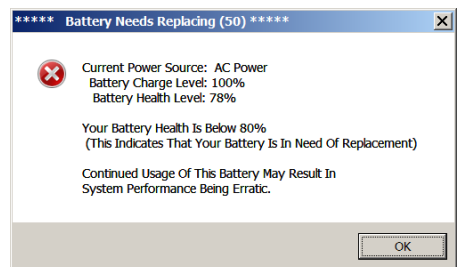 ***** Battery Needs Replacing (50) *****
Current Power Source: AC Power
Battery Charge Level: 100%
Battery Health Level: 78%
Your Battery Health Is Below 80%
(This Indicates That Your Battery Is In Need Of Replacement)
Continued Usage Of This Battery May Result In
System Performance Being Erratic.
OK